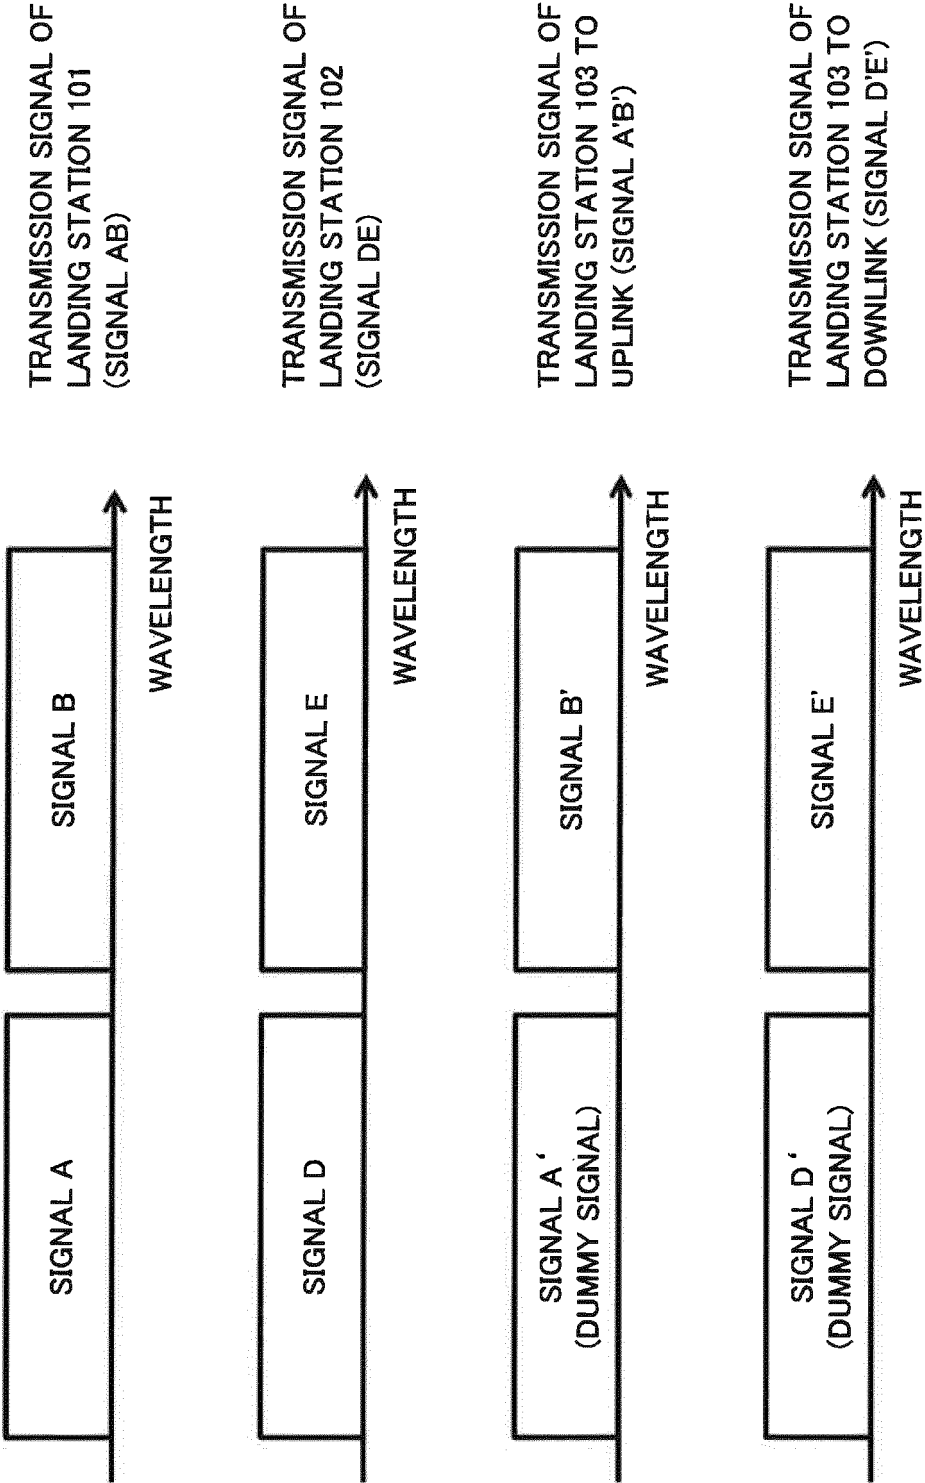 SIGNAL A
SIGNAL B
WAVELENGTH
TRANSMISSION SIGNAL OF
LANDING STATION 101
(SIGNAL AB)
SIGNAL D
SIGNAL E
WAVELENGTH
TRANSMISSION SIGNAL OF
LANDING STATION 102
(SIGNAL DE)
SIGNAL A‘
(DUMMY SIGNAL)
SIGNAL B’
WAVELENGTH
TRANSMISSION SIGNAL OF
LANDING STATION 103 TO
UPLINK (SIGNAL A'B')
SIGNAL D‘
(DUMMY SIGNAL)
SIGNAL E’
WAVELENGTH
TRANSMISSION SIGNAL OF
LANDING STATION 103 TO
DOWNLINK (SIGNAL D'E')